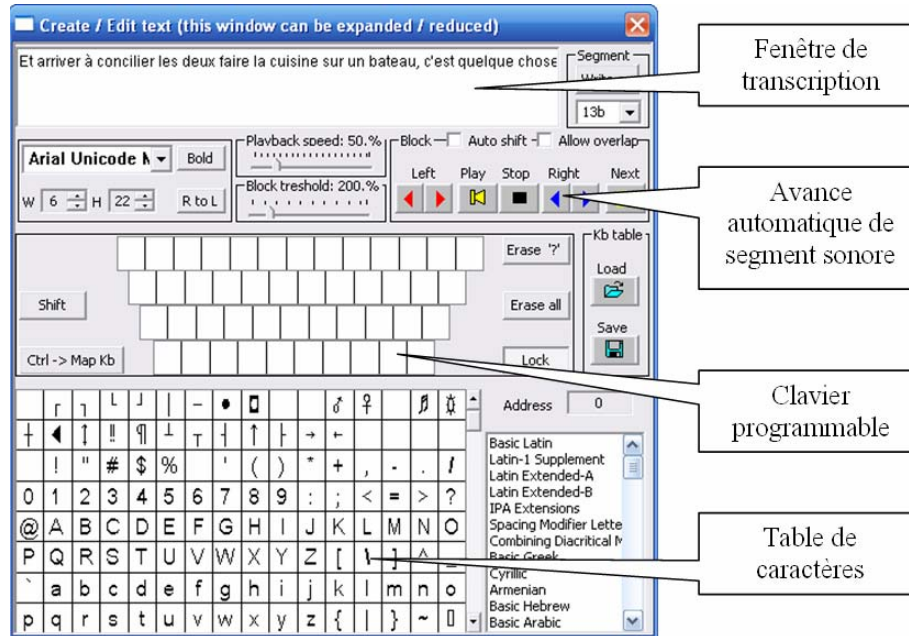 Create / Edit text (this window can be expanded / reduced)
Et arriver à concilier les deux faire la cuisine sur un bateau, c'est quelque chose
Segment
13b
Fenêtre de
transcription
Arial Unicode
Bold
W 6 H 22 R to L
Playback speed: 50.%
Block treshold: 200.%
Block Auto shift Allow overlap
Left Play Stop Right Next
Avance
automatique de
segment sonore
Shift
Ctrl -> Map Kb
Erase '?'
Erase all
Lock
Kb table
Load
Save
Clavier
programmable
! " # $ % ' ( ) * + , - . /
0 1 2 3 4 5 6 7 8 9 : ; < = > ?
@ A B C D E F G H I J K L M N O
P Q R S T U V W X Y Z [ \ ] ^ _
` a b c d e f g h i j k l m n o
p q r s t u v w x y z { | } ~
Address 0
Basic Latin
Latin-1 Supplement
Latin Extended-A
Latin Extended-B
IPA Extensions
Spacing Modifier Lette
Combining Diacritical M
Basic Greek
Cyrillic
Armenian
Basic Hebrew
Basic Arabic
Table de
caractères